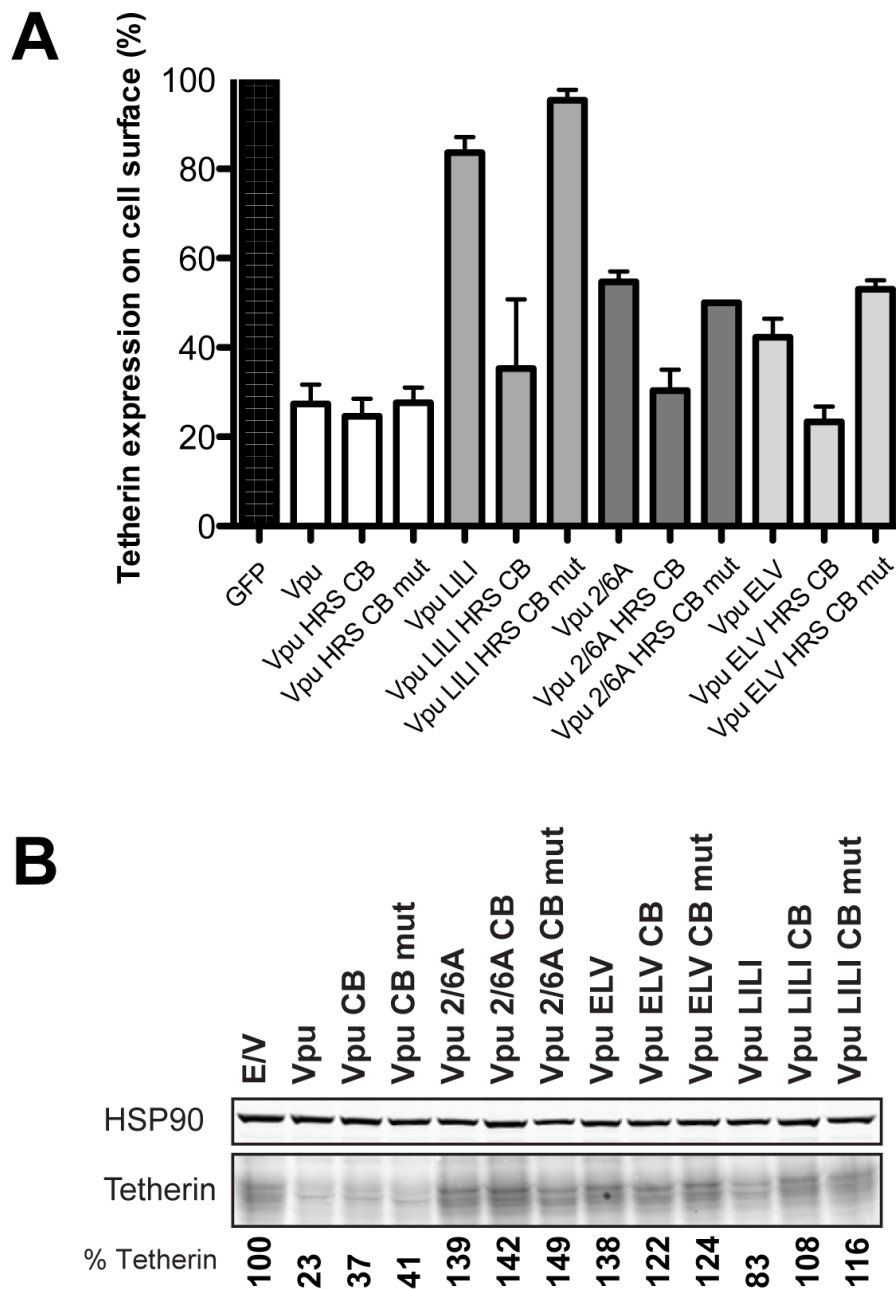 A
Tetherin expression on cell surface (%)
100
80
60
40
20
0
GFP
Vpu
Vpu HRS CB
Vpu HRS CB mut
Vpu LILI
Vpu LILI HRS CB
Vpu LILI HRS CB mut
Vpu 2/6A
Vpu 2/6A HRS CB
Vpu 2/6A HRS CB mut
Vpu ELV
Vpu ELV HRS CB
Vpu ELV HRS CB mut
B
E/V
Vpu
Vpu CB
Vpu CB mut
Vpu 2/6A
Vpu 2/6A CB
Vpu 2/6A CB mut
Vpu ELV
Vpu ELV CB
Vpu ELV CB mut
Vpu LILI
Vpu LILI CB
Vpu LILI CB mut
HSP90
Tetherin
% Tetherin 100 23 37 41 139 142 149 138 122 124 83 108 116